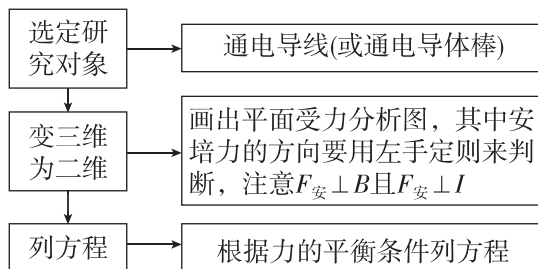 选定研
究对象
通电导线(或通电导体棒)
变三维
为二维
画出平面受力分析图，其中安
培力的方向要用左手定则来判
断，注意F安⊥B且F安⊥I
列方程
根据力的平衡条件列方程